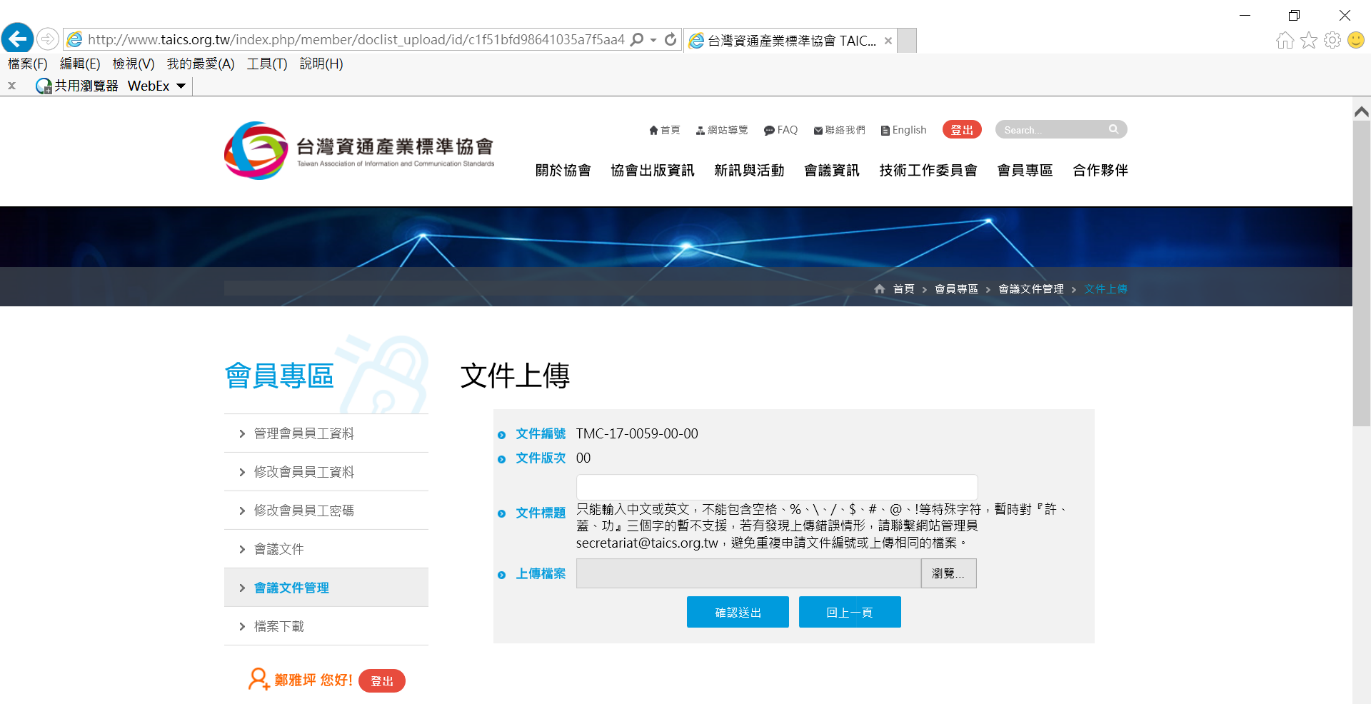 http://www.taics.org.tw/index.php/member/doclist_upload/id/c1f51bfd98641035a7f5aa4
台灣資通產業標準協會 TAIC...
檔案(F) 編輯(E) 檢視(V) 我的最愛(A) 工具(T) 說明(H)
x 共用瀏覽器 WebEx
首頁 網站導覽 FAQ 聯絡我們 English 登出 Search...
台灣資通產業標準協會
Taiwan Association of Information and Communication Standards
關於協會 協會出版資訊 新訊與活動 會議資訊 技術工作委員會 會員專區 合作夥伴
首頁 > 會員專區 > 會議文件管理 > 文件上傳
會員專區
管理會員員工資料
修改會員員工資料
修改會員員工密碼
會議文件
會議文件管理
檔案下載
鄭雅坪 您好! 登出
文件上傳
文件編號 TMC-17-0059-00-00
文件版次 00
文件標題
只能輸入中文或英文，不能包含空格、%、\、/、$、#、@、!等特殊字符，暫時對『許、
蓋、功』三個字的暫不支援，若有發現上傳錯誤情形，請聯繫網站管理員
secretariat@taics.org.tw，避免重複申請文件編號或上傳相同的檔案。
上傳檔案 瀏覽...
確認送出 回上一頁